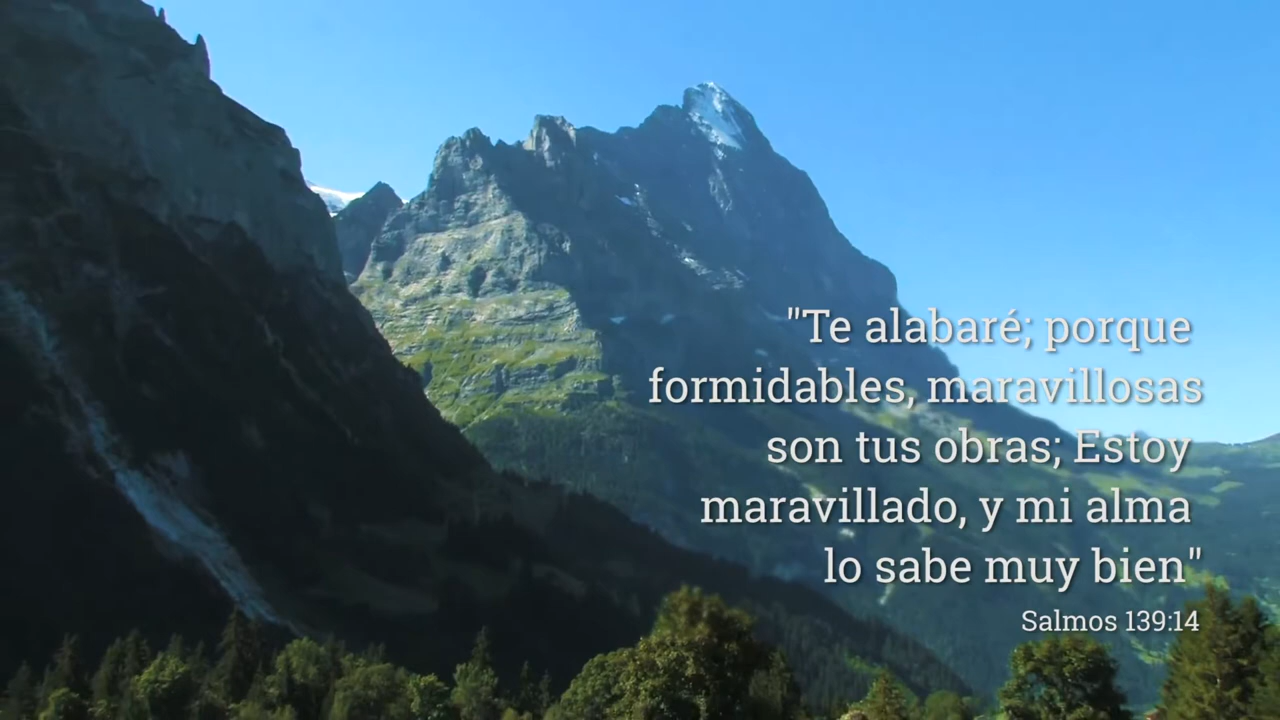 "Te alabaré; porque
formidables, maravillosas
son tus obras; Estoy
maravillado, y mi alma
lo sabe muy bien"
Salmos 139:14